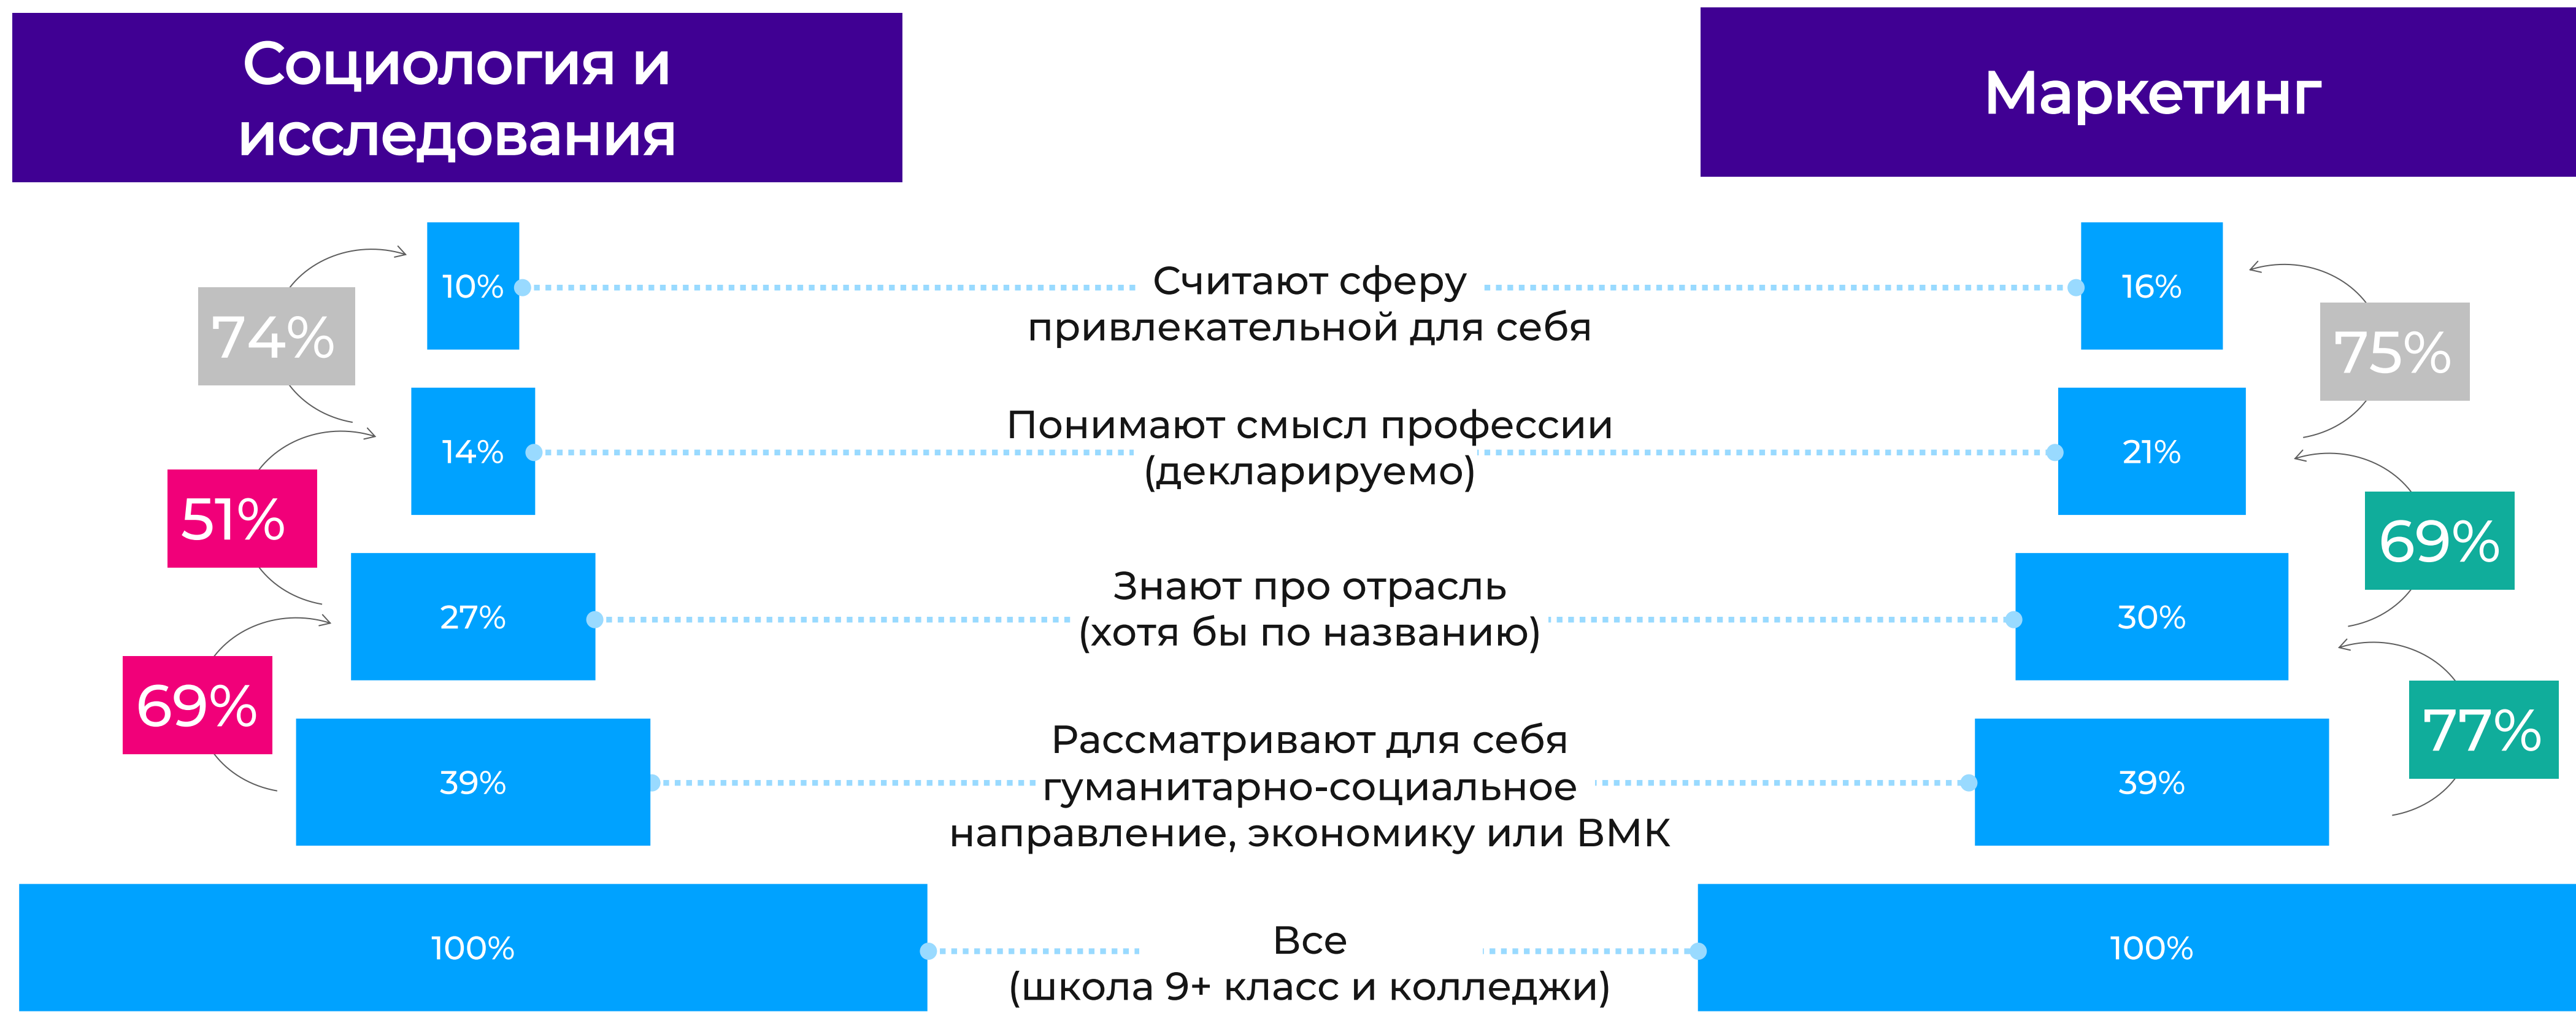 Социология и
исследования
Маркетинг
10%
Считают сферу
привлекательной для себя
16%
74%
75%
14%
Понимают смысл профессии
(декларируемо)
21%
51%
69%
27%
Знают про отрасль
(хотя бы по названию)
30%
69%
77%
39%
Рассматривают для себя
гуманитарно-социальное
направление, экономику или ВМК
39%
100%
Все
(школа 9+ класс и колледжи)
100%